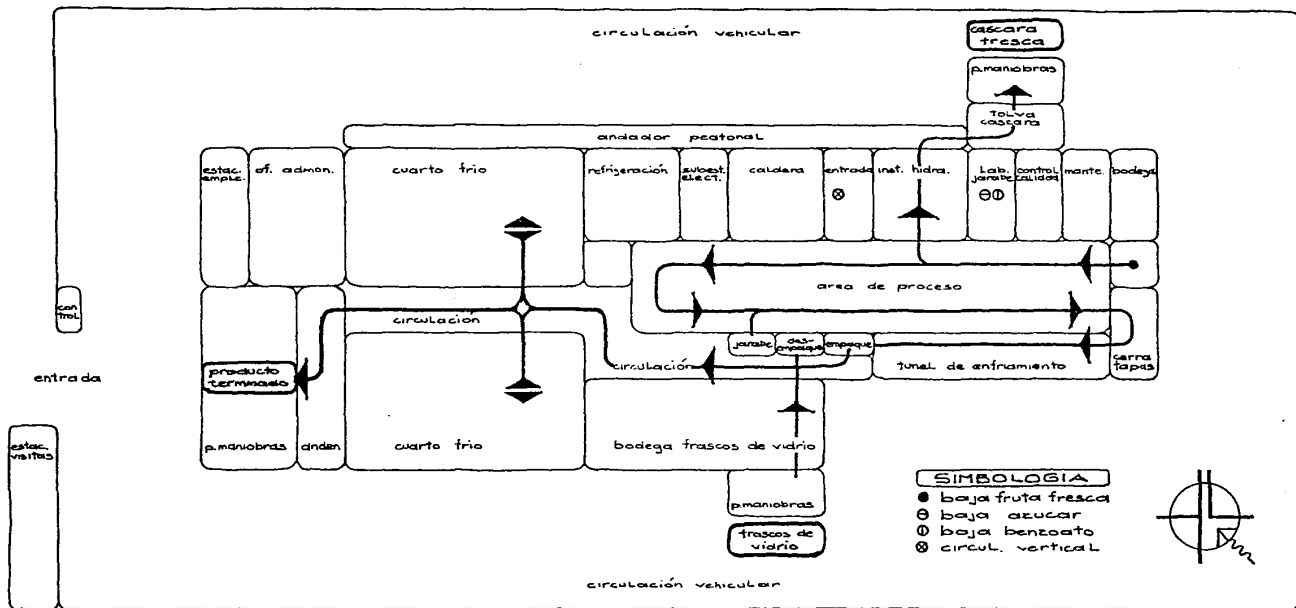 circulación vehicular
cascara
fresca
p.maniobras
tolva
cascara
andador peatonal
estac.
emplc.
of. admon.
cuarto frio
refrigeración
subest.
elect.
caldera
entrada
inst. hidra.
Lab.
jarabe
control
calidad
mante.
bodega
area de proceso
con
trol
circulación
jarabe
des-
empaque
empaque
entrada
producto
terminado
circulación
tunel de enfriamiento
cerra
tapas
estac.
visitas
p.maniobras
anden
cuarto frio
bodega frascos de vidrio
p.maniobras
frascos de
vidrio
SIMBOLOGIA
baja fruta fresca
baja azucar
baja benzoato
circul. vertical
circulación vehicular